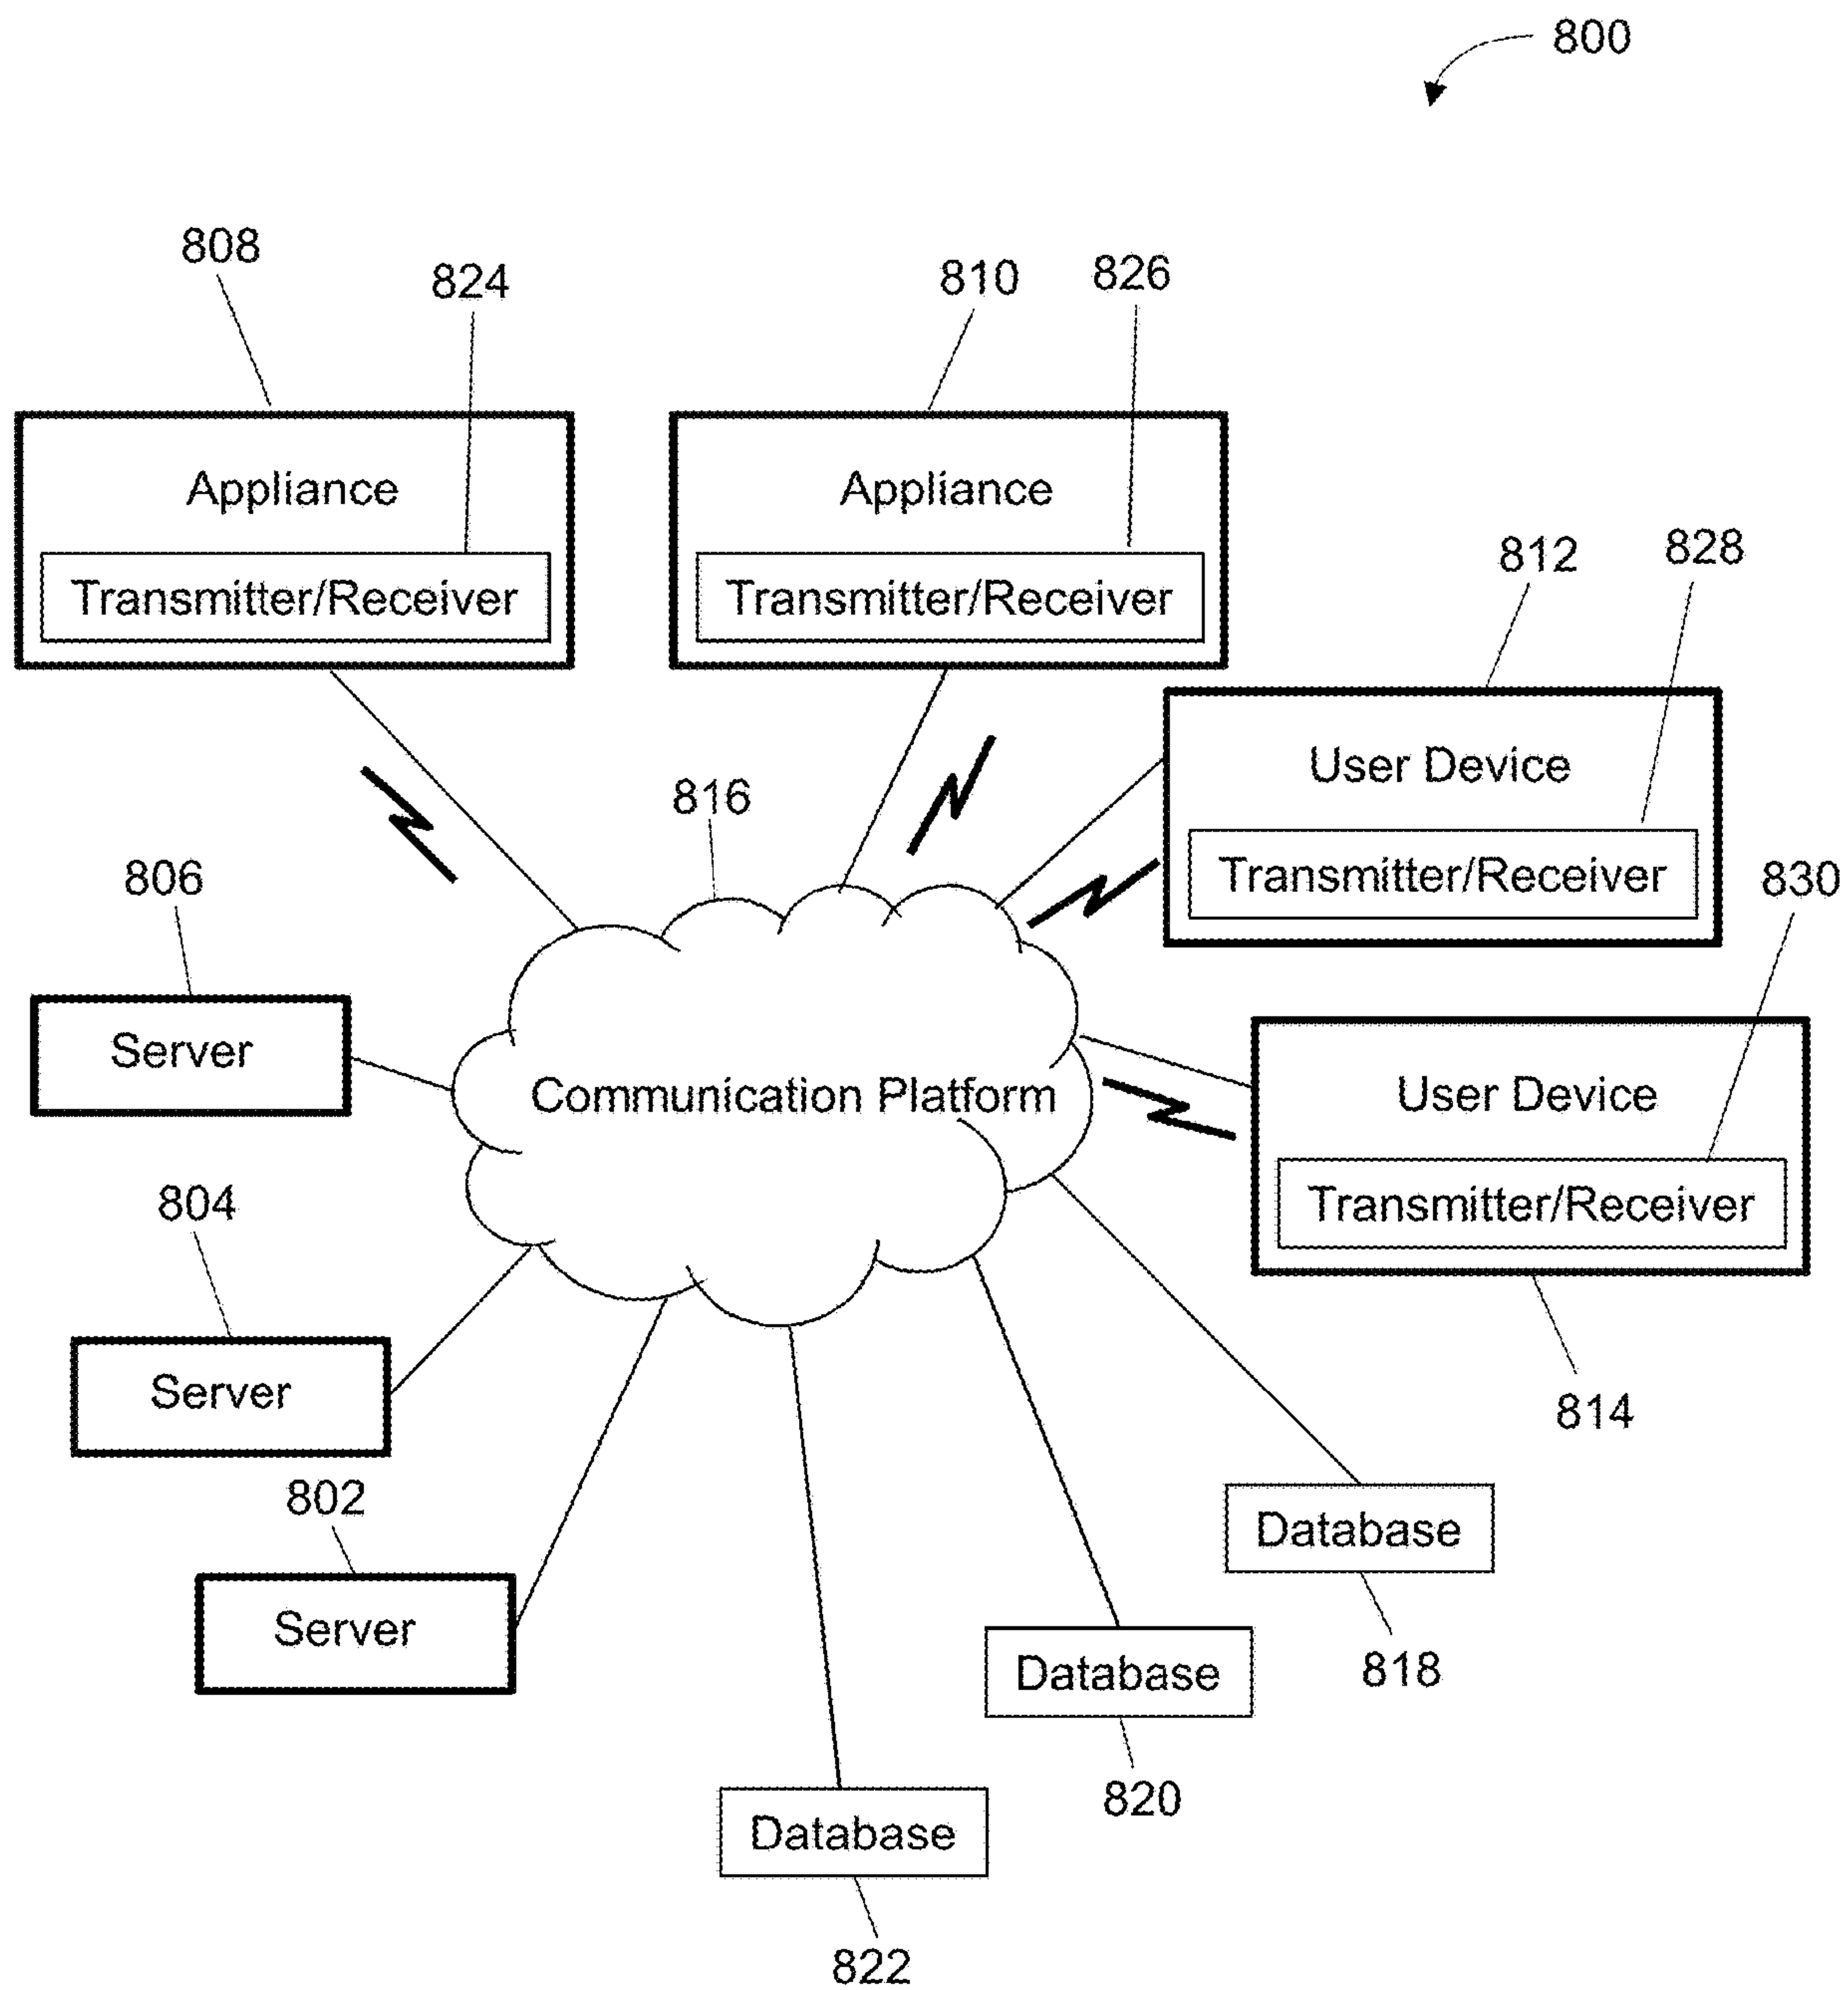 800
808
824
810
826
Appliance
Transmitter/Receiver
Appliance
Transmitter/Receiver
812
828
User Device
Transmitter/Receiver
816
806
830
Server
Communication Platform
User Device
Transmitter/Receiver
804
Server
814
802
Server
Database
818
Database
820
Database
822